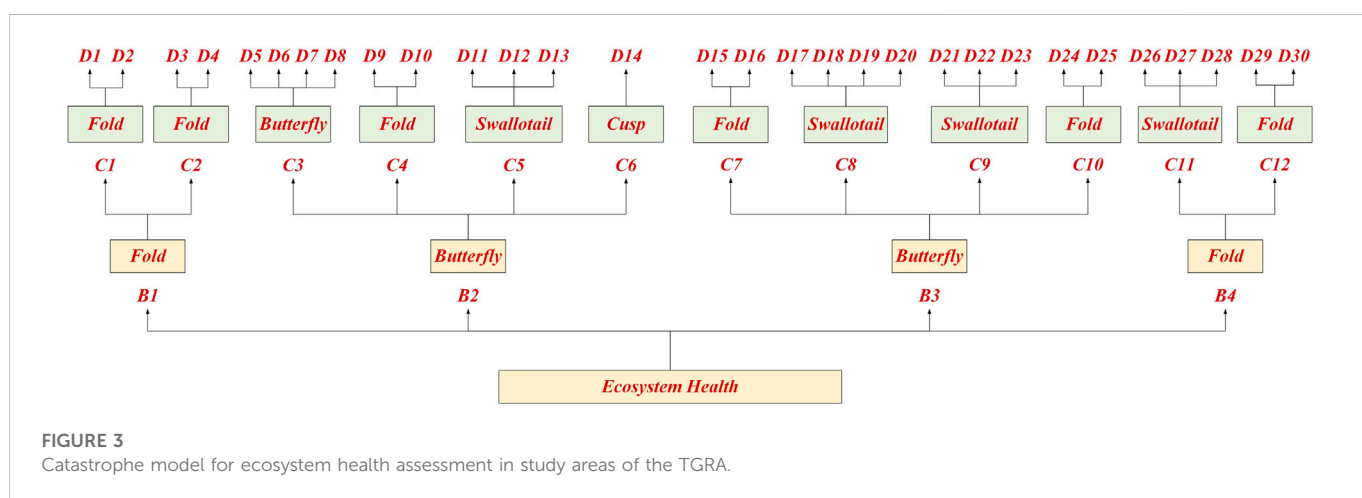 D1 D2 D3 D4 D5 D6 D7 D8 D9 D10 D11 D12 D13 D14 D15 D16 D17 D18 D19 D20 D21 D22 D23 D24 D25 D26 D27 D28 D29 D30
Fold Fold Butterfly Fold Swallotail Cusp Fold Swallotail Swallotail Fold Swallotail Fold
C1 C2 C3 C4 C5 C6 C7 C8 C9 C10 C11 C12
Fold Butterfly Butterfly Fold
B1 B2 B3 B4
Ecosystem Health
FIGURE 3
Catastrophe model for ecosystem health assessment in study areas of the TGRA.